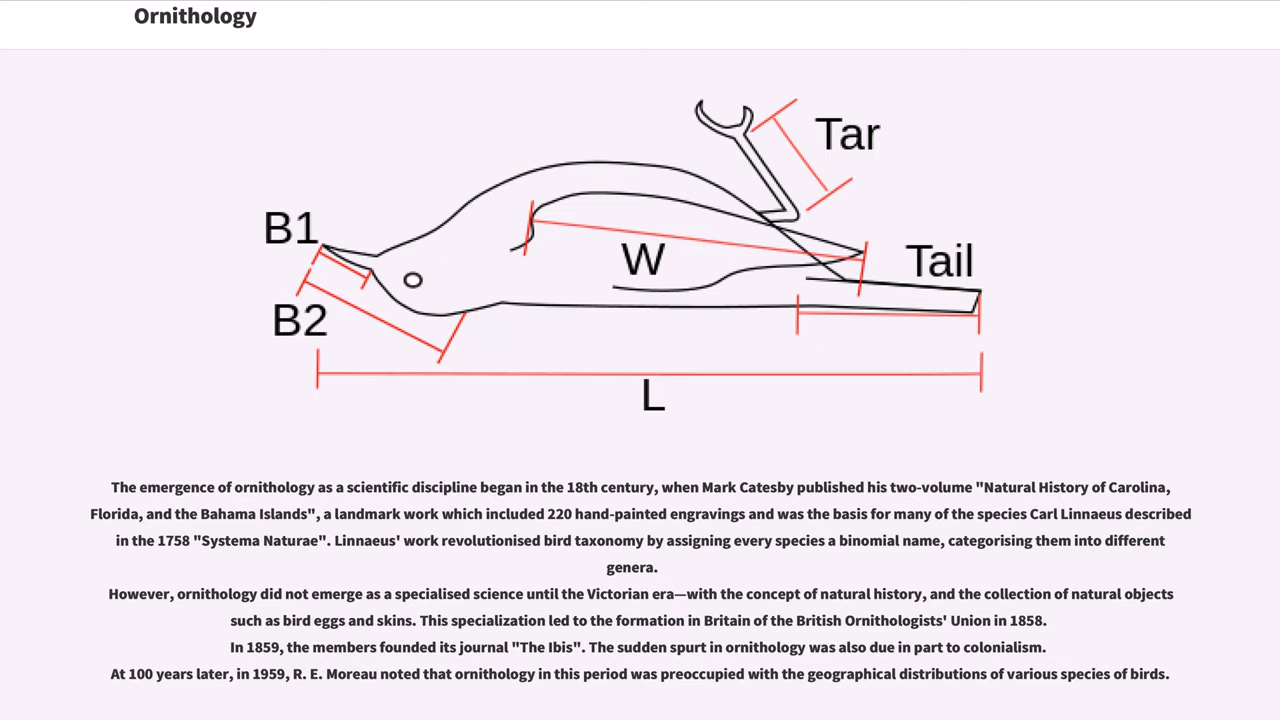 Ornithology
Tar
B1
W
Tail
B2
L
The emergence of ornithology as a scientific discipline began in the 18th century, when Mark Catesby published his two-volume "Natural History of Carolina,
Florida, and the Bahama Islands", a landmark work which included 220 hand-painted engravings and was the basis for many of the species Carl Linnaeus described
in the 1758 "Systema Naturae". Linnaeus' work revolutionised bird taxonomy by assigning every species a binomial name, categorising them into different
genera.
However, ornithology did not emerge as a specialised science until the Victorian era—with the concept of natural history, and the collection of natural objects
such as bird eggs and skins. This specialization led to the formation in Britain of the British Ornithologists' Union in 1858.
In 1859, the members founded its journal "The Ibis". The sudden spurt in ornithology was also due in part to colonialism.
At 100 years later, in 1959, R. E. Moreau noted that ornithology in this period was preoccupied with the geographical distributions of various species of birds.